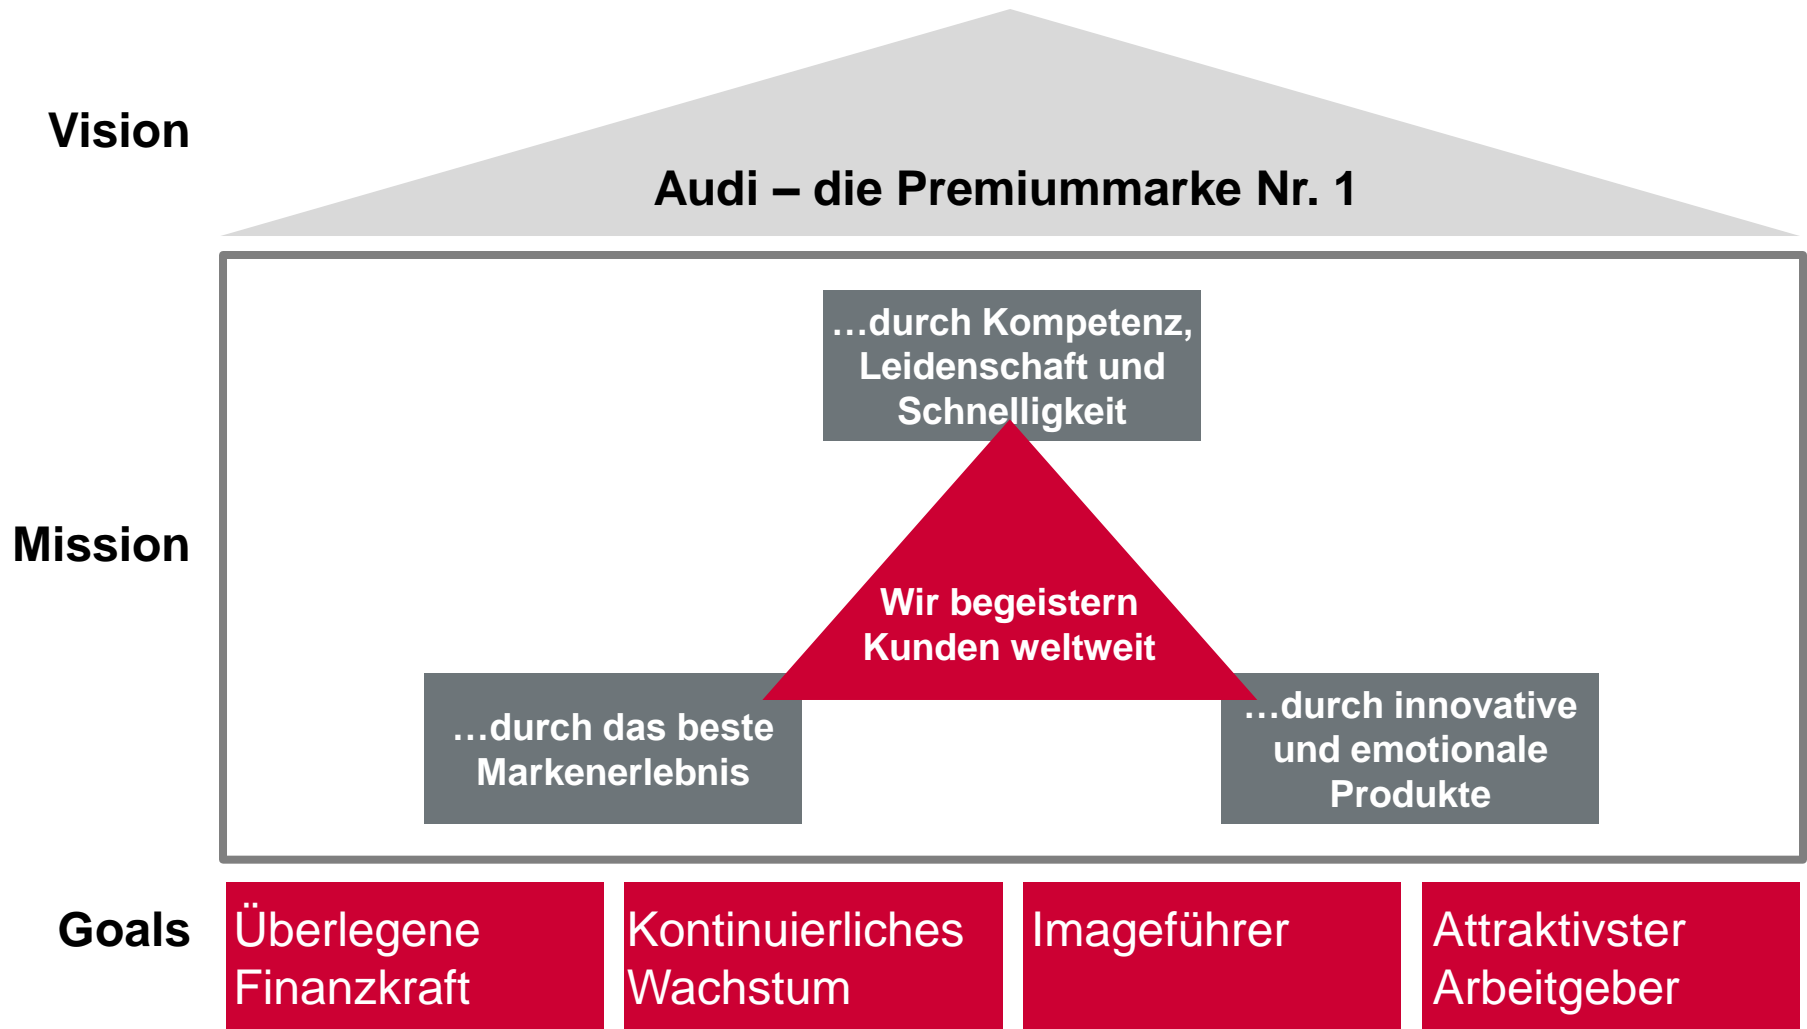 Vision
Audi – die Premiummarke Nr. 1
…durch Kompetenz,
Leidenschaft und
Schnelligkeit
Mission
Wir begeistern
Kunden weltweit
…durch das beste
Markenerlebnis
…durch innovative
und emotionale
Produkte
Goals
Überlegene
Finanzkraft
Kontinuierliches
Wachstum
Imageführer
Attraktivster
Arbeitgeber